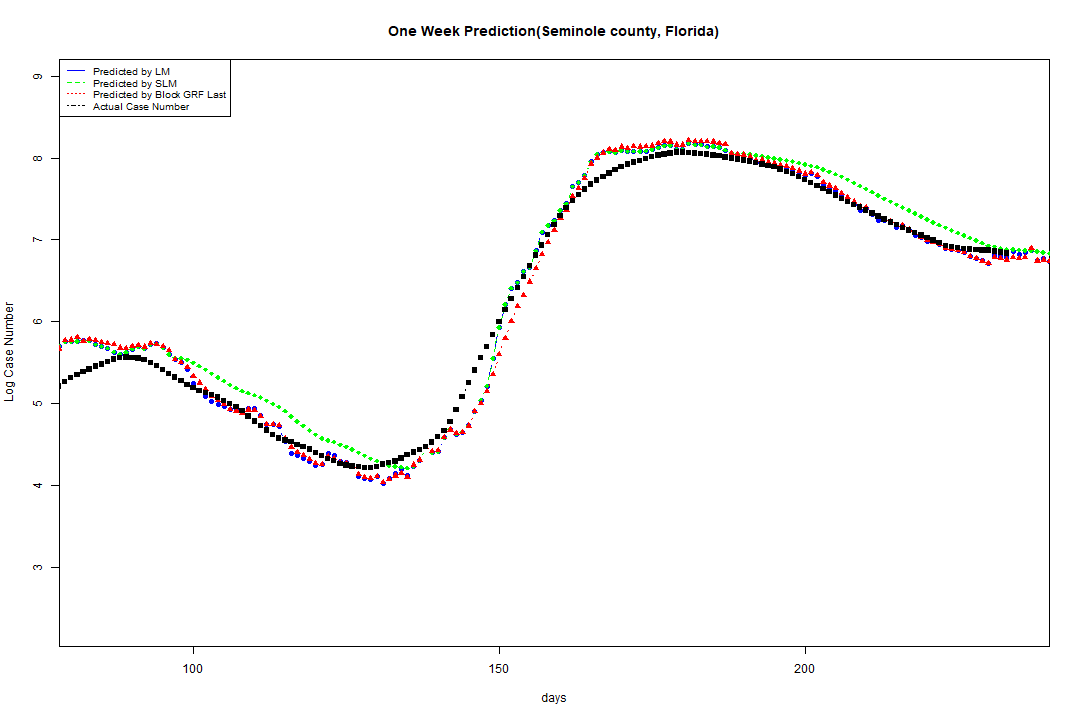 One Week Prediction(Seminole county, Florida)
Predicted by LM
Predicted by SLM
Predicted by Block GRF Last
Actual Case Number
9
8
7
6
5
4
3
Log Case Number
100
150
200
days